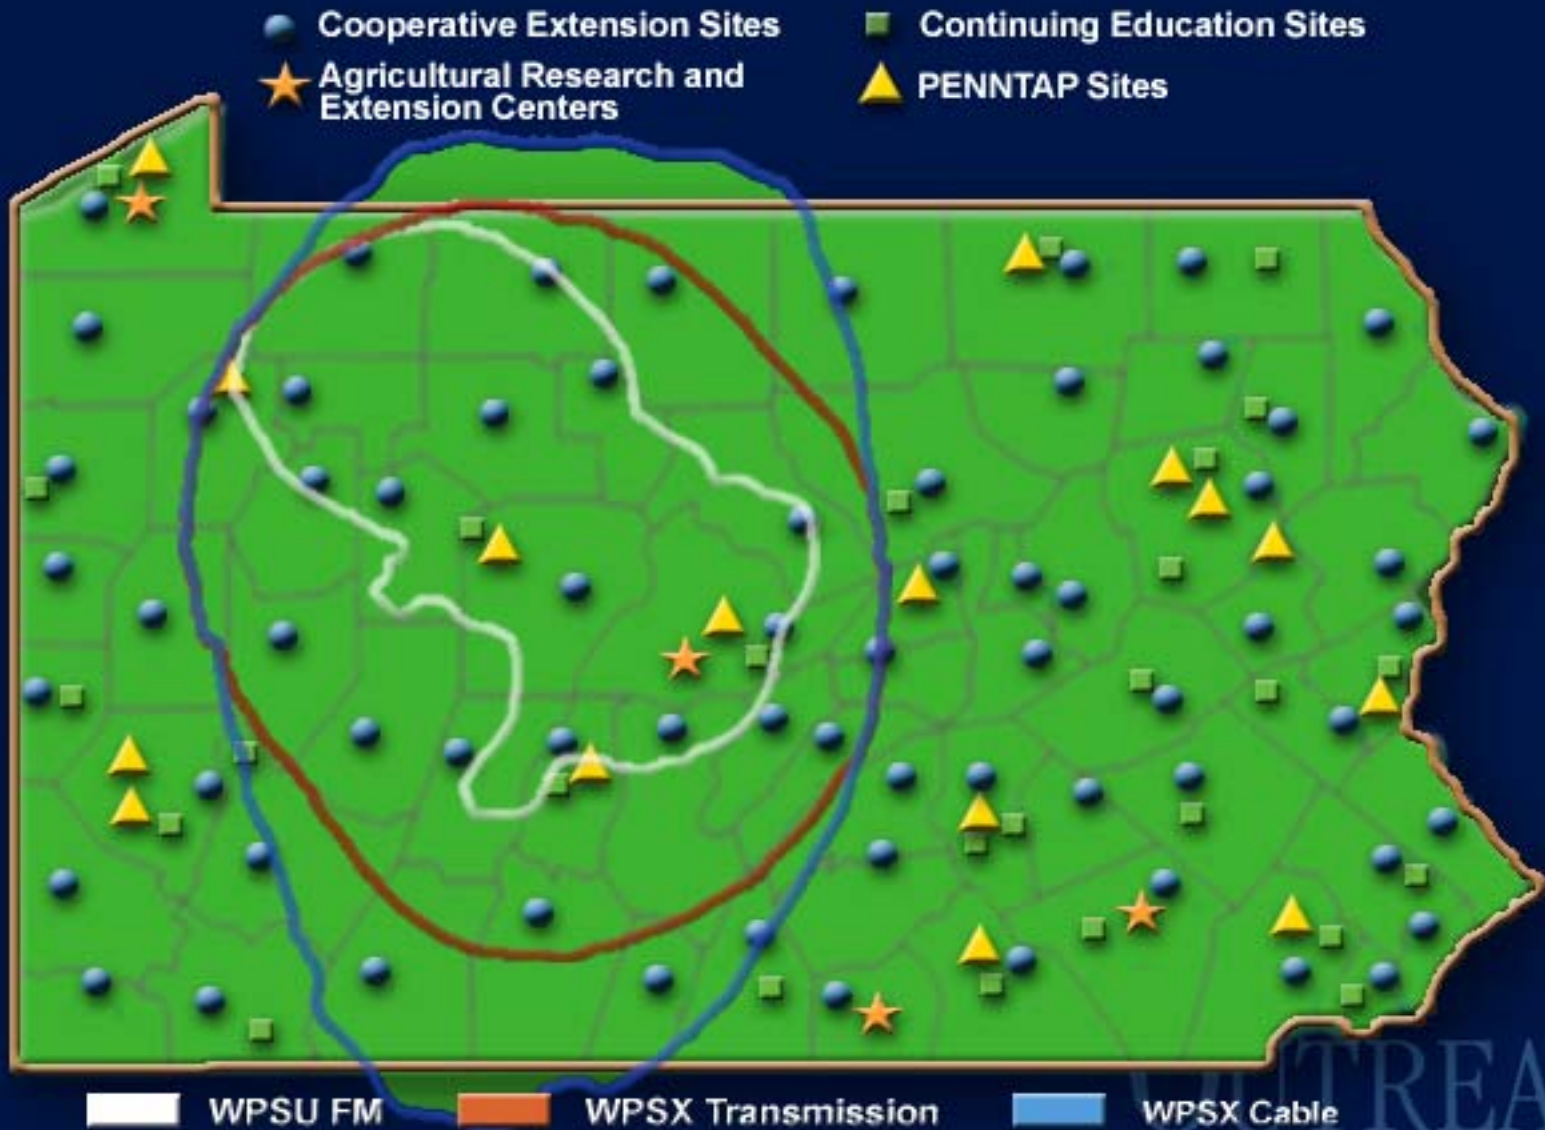 Cooperative Extension Sites
Continuing Education Sites
Agricultural Research and
Extension Centers
PENNTAP Sites
WPSU FM
WPSX Transmission
WPSX Cable